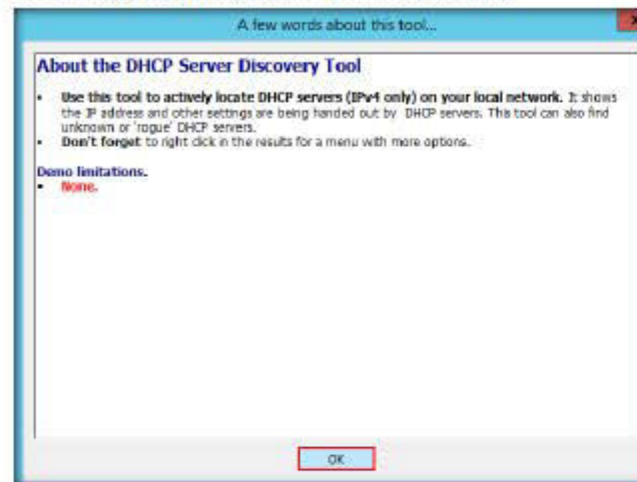 A few words about this tool...
About the DHCP Server Discovery Tool
• Use this tool to actively locate DHCP servers (IPv4 only) on your local network. It shows
the IP address and other settings are being handed out by DHCP servers. This tool can also find
unknown or 'rogue' DHCP servers.
• Don't forget to right click in the results for a menu with more options.
Demo limitations.
• None.
OK